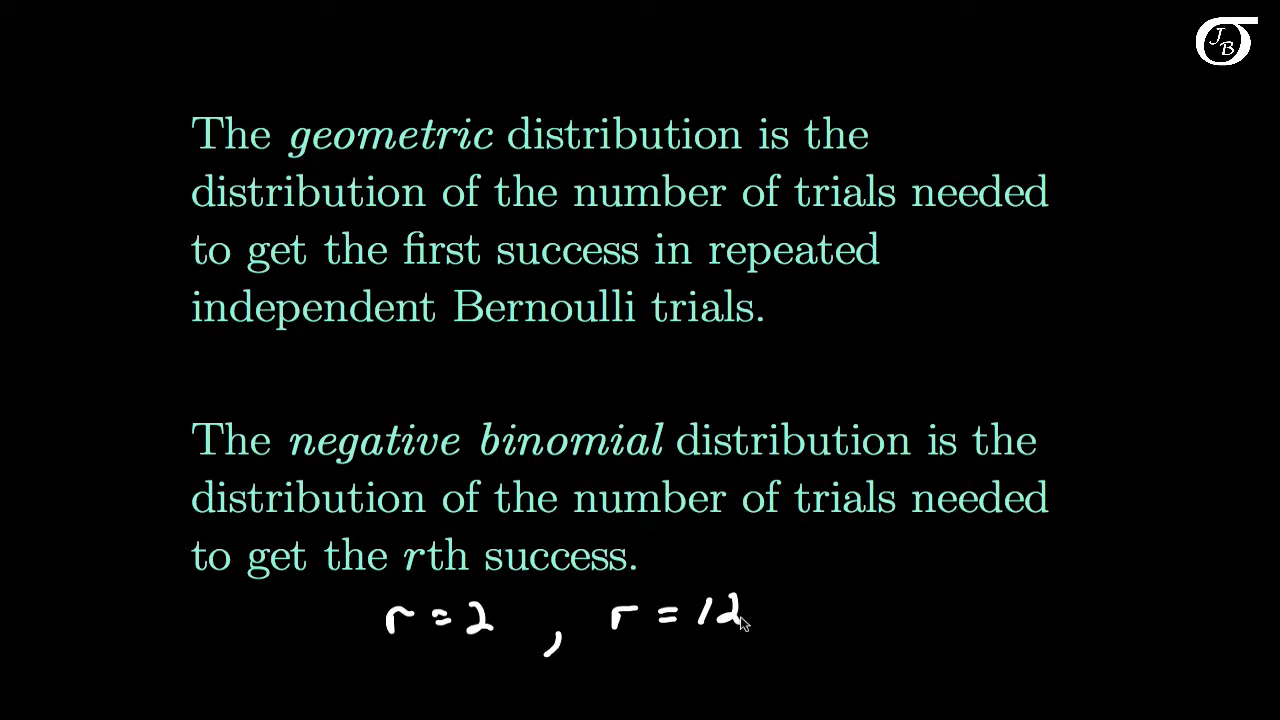 JB
The geometric distribution is the
distribution of the number of trials needed
to get the first success in repeated
independent Bernoulli trials.
The negative binomial distribution is the
distribution of the number of trials needed
to get the rth success.
r = 2 , r = 12